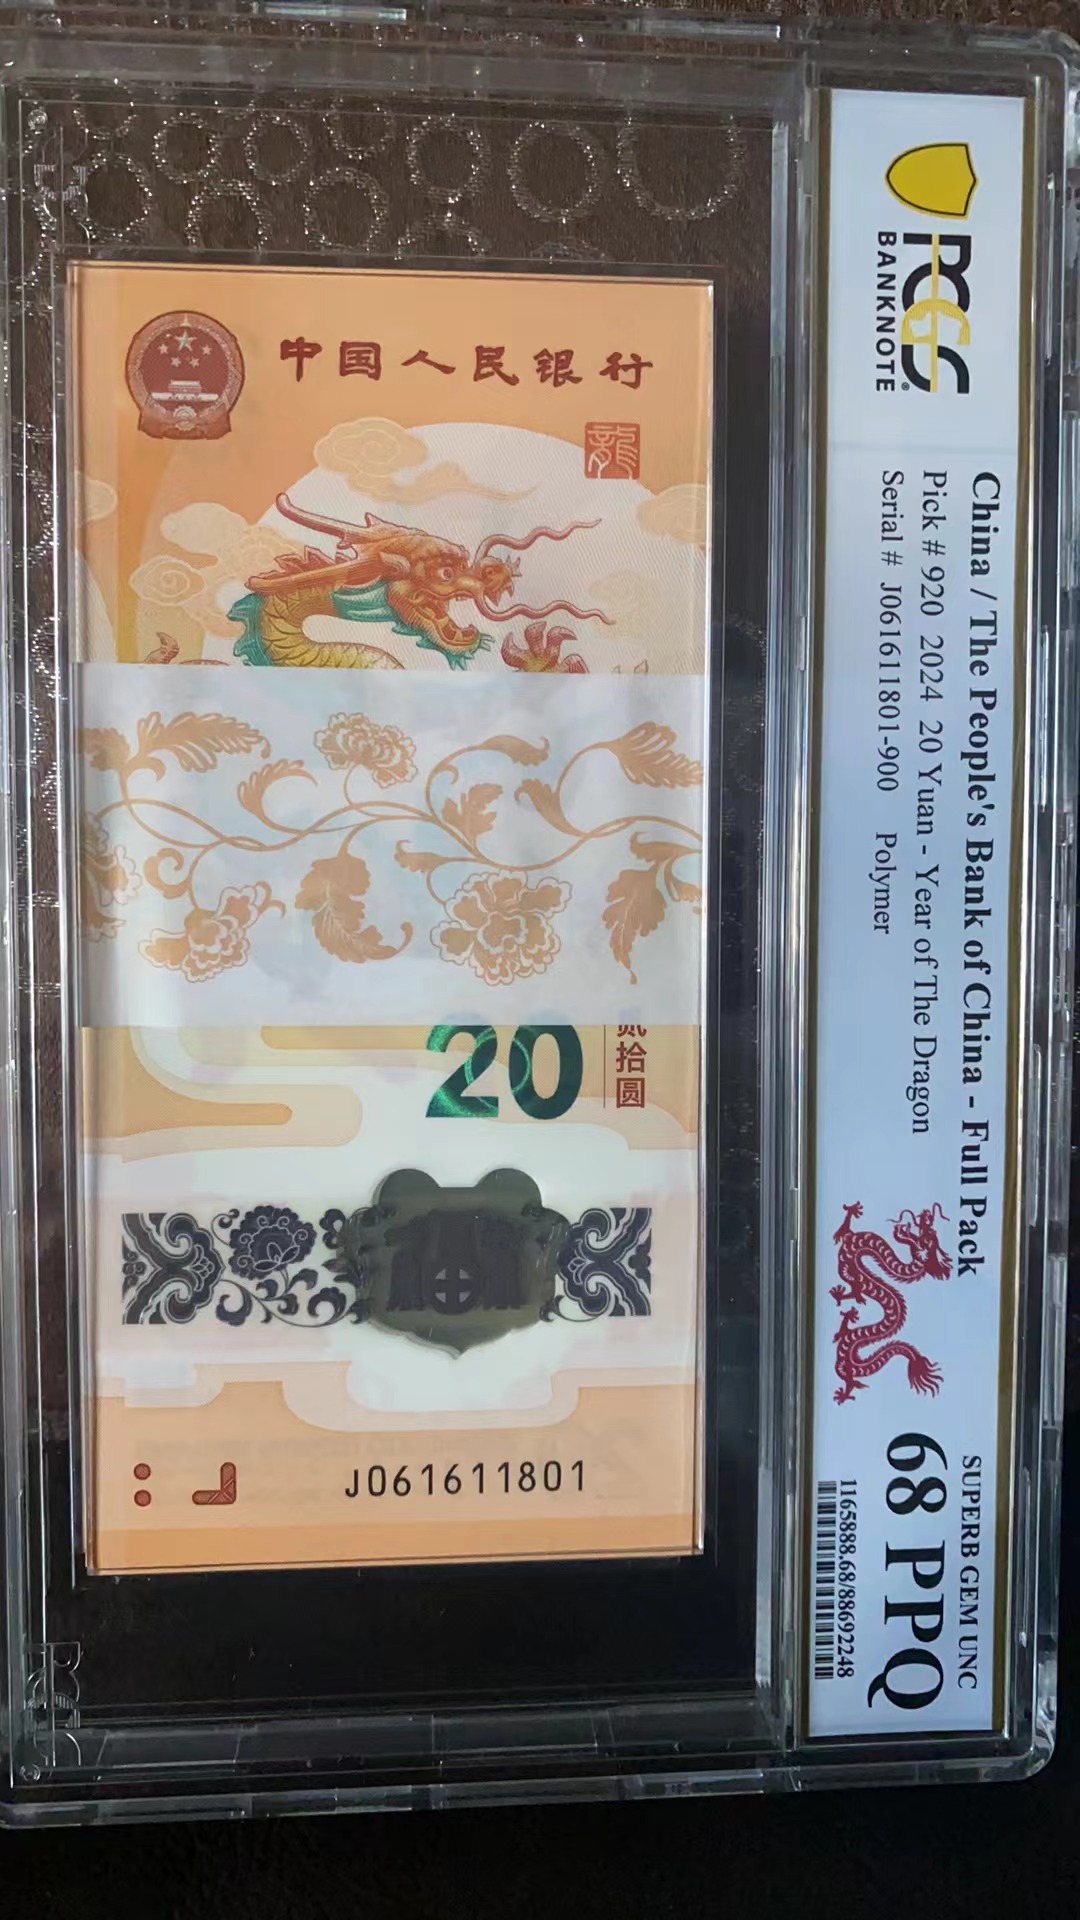 中国人民银行
龍
20
贰拾圆
J061611801
PCGS
BANKNOTE
China / The People's Bank of China - Full Pack
Pick # 920 2024 20 Yuan - Year of The Dragon
Serial # J061611801-900 Polymer
SUPERB GEM UNC
68 PPQ
1165888.68/88692248